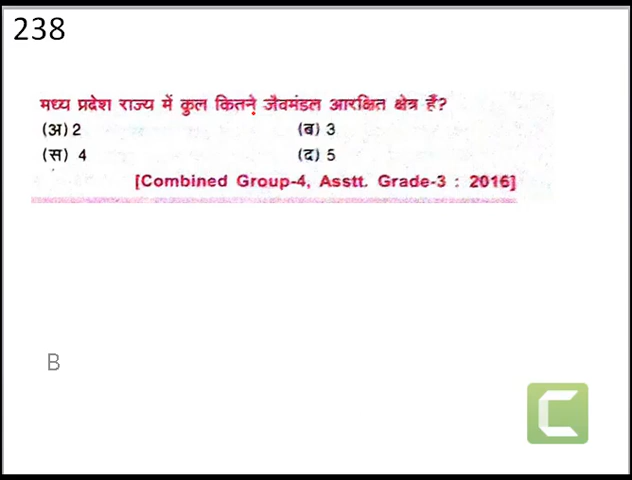 238
मध्य प्रदेश राज्य में कुल कितने जैवमंडल आरक्षित क्षेत्र हैं?
(अ) 2 (ब) 3
(स) 4 (द) 5
[Combined Group-4, Asstt. Grade-3 : 2016]
B